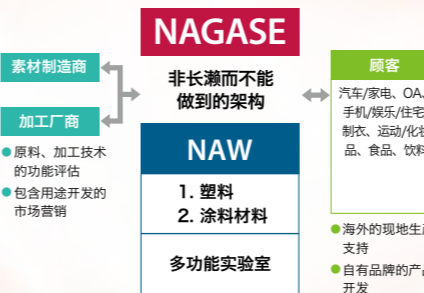 素材制造商
加工厂商
●原料、加工技术
的功能评估
●包含用途开发的
市场营销
NAGASE
非长濑而不能
做到的架构
NAW
1. 塑料
2. 涂料材料
多功能实验室
顾客
汽车/家电、OA、
手机/娱乐/住宅
制衣、运动/化妆
品、食品、饮料
●海外的现地生产
支持
●自有品牌的产品
开发